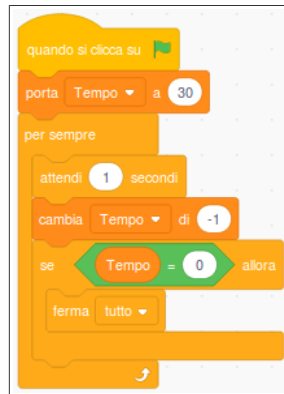 quando si clicca su
porta Tempo a 30
per sempre
attendi 1 secondi
cambia Tempo di -1
se Tempo = 0 allora
ferma tutto